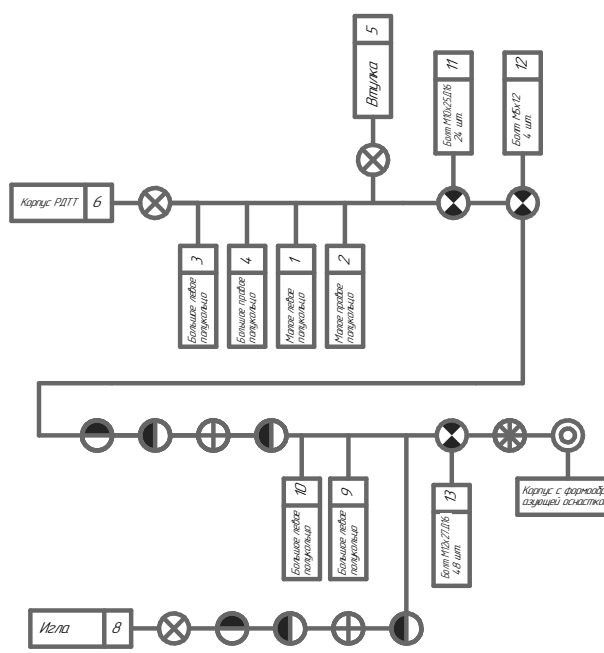 5
Втулка
11
Болт М10х25.Д16
24 шт.
12
Болт М5х12
4 шт.
Корпус РДТТ
6
3
Большое левое
полукольцо
4
Большое правое
полукольцо
1
Малое левое
полукольцо
2
Малое правое
полукольцо
10
Большое левое
полукольцо
9
Большое левое
полукольцо
13
Болт М12х27.Д16
48 шт.
Корпус с формообр
азующей оснастко
Игла
8